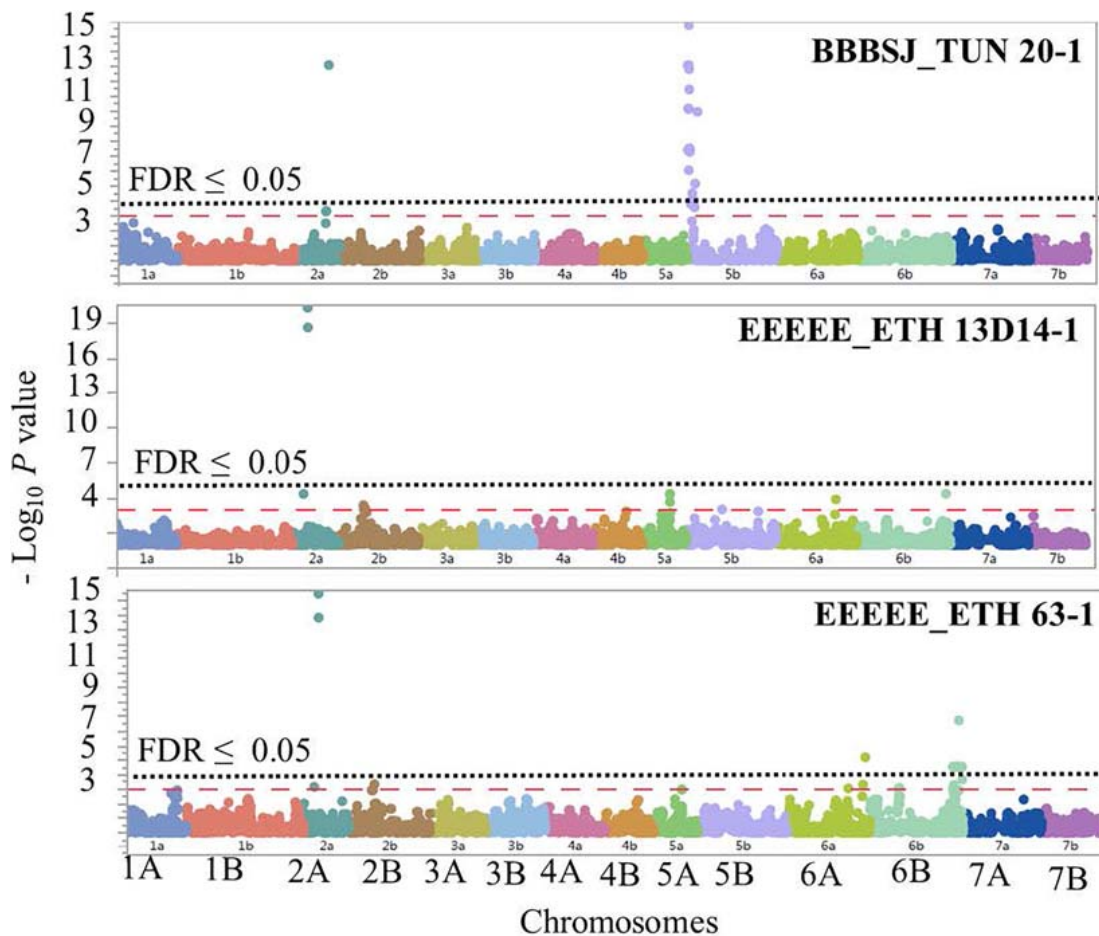 BBBSJ_TUN 20-1
15
13
11
9
7
5
3
FDR ≤ 0.05
1a 1b 2a 2b 3a 3b 4a 4b 5a 5b 6a 6b 7a 7b
EEEEE_ETH 13D14-1
19
16
13
10
7
4
FDR ≤ 0.05
1a 1b 2a 2b 3a 3b 4a 4b 5a 5b 6a 6b 7a 7b
- Log10 P value
EEEEE_ETH 63-1
15
13
11
9
7
5
3
FDR ≤ 0.05
1a 1b 2a 2b 3a 3b 4a 4b 5a 5b 6a 6b 7a 7b
1A 1B 2A 2B 3A 3B 4A 4B 5A 5B 6A 6B 7A 7B
Chromosomes